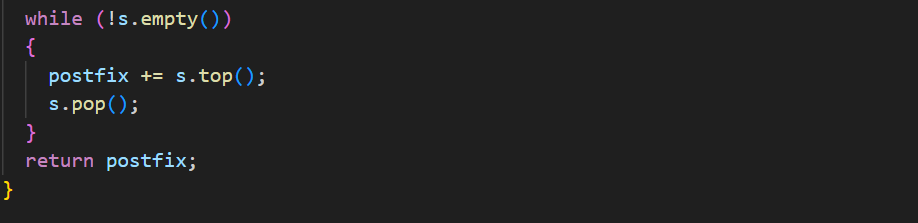 while (!s.empty())
{
postfix += s.top();
s.pop();
}
return postfix;
}